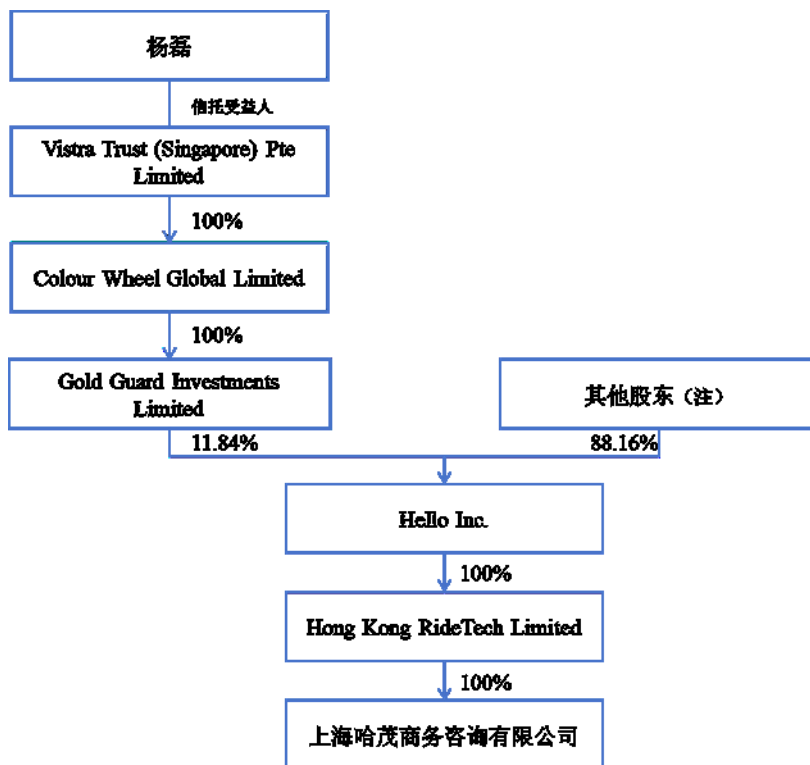 杨磊
信托受益人
Vistra Trust (Singapore) Pte
Limited
100%
Colour Wheel Global Limited
100%
Gold Guard Investments
Limited
其他股东（注）
11.84%
88.16%
Hello Inc.
100%
Hong Kong RideTech Limited
100%
上海哈茂商务咨询有限公司